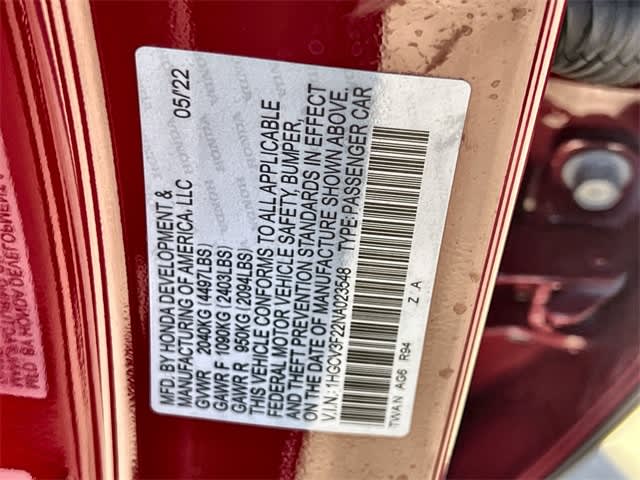 MFD. BY HONDA DEVELOPMENT & 05/22
MANUFACTURING OF AMERICA, LLC
GVWR 2040KG (4497LBS)
GAWR F 1090KG (2403LBS)
GAWR R 950KG (2094LBS)
THIS VEHICLE CONFORMS TO ALL APPLICABLE
FEDERAL MOTOR VEHICLE SAFETY, BUMPER,
AND THEFT PREVENTION STANDARDS IN EFFECT
ON THE DATE OF MANUFACTURE SHOWN ABOVE.
V.I.N.: 1HGCV3F22NA023548 TYPE:PASSENGER CAR
TWAN AG6 R94 Z A